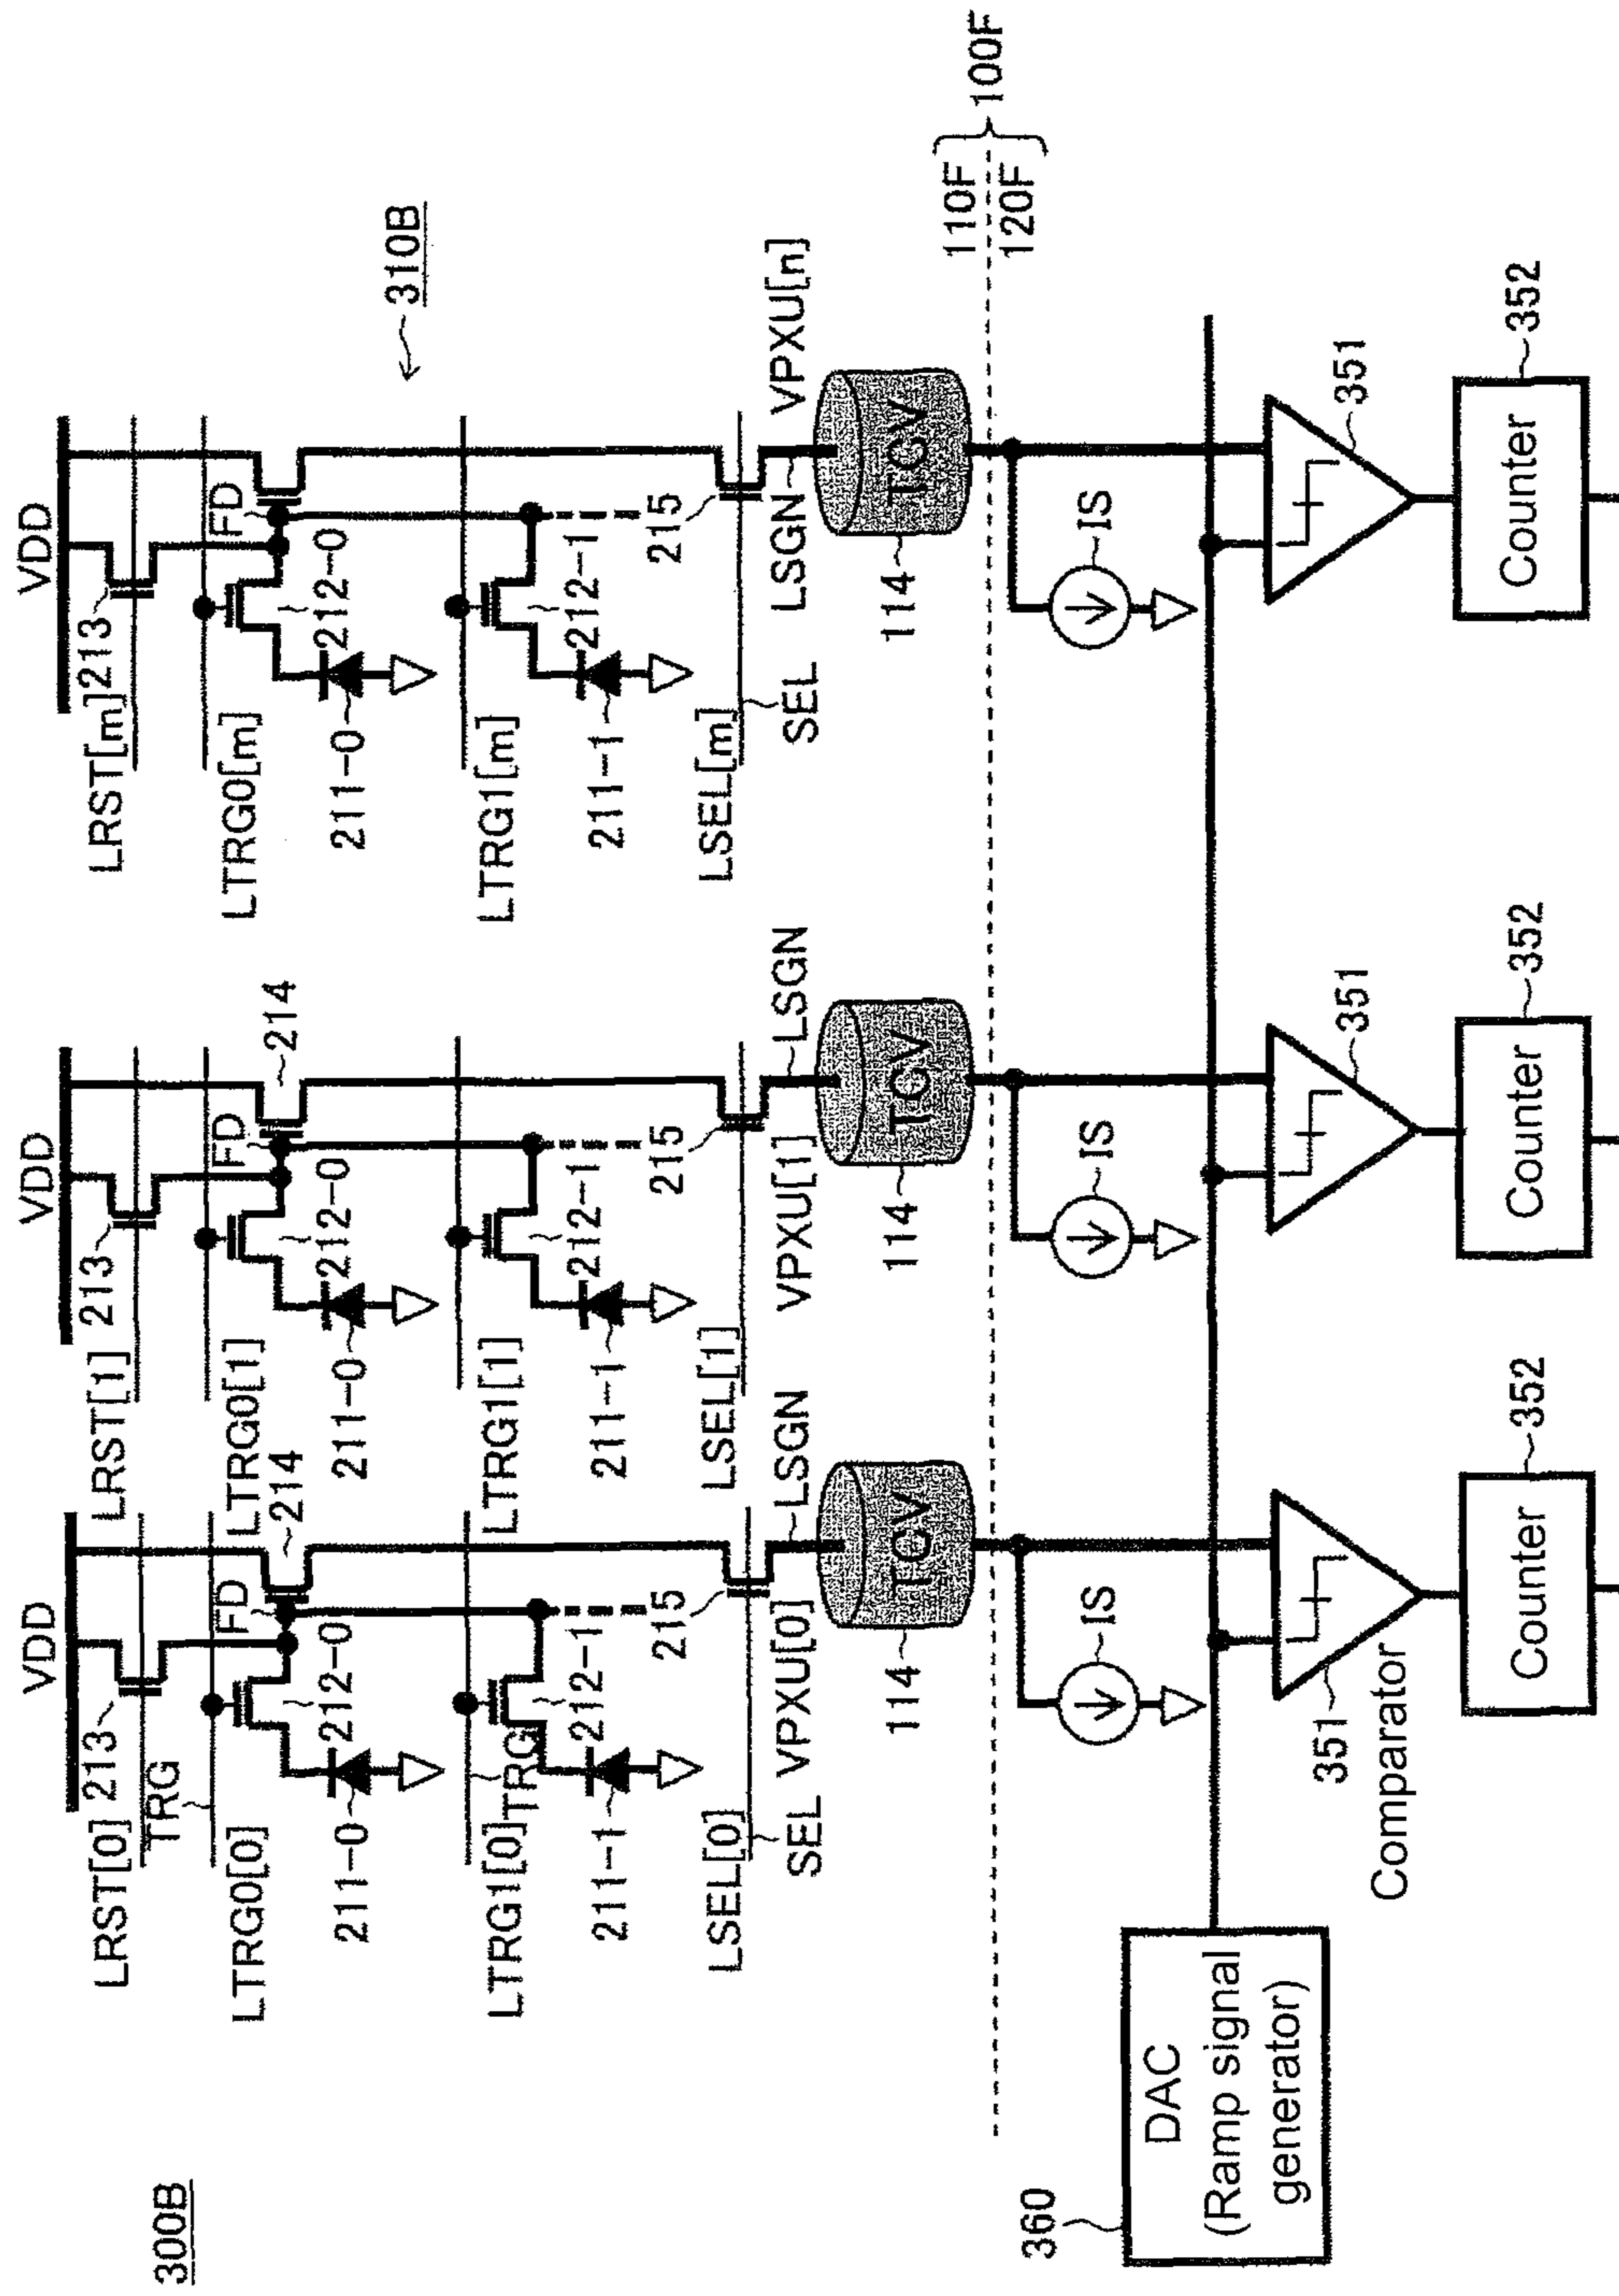 300B
VDD
VDD
VDD
LRST[0]
213
LRST[1]
213
LRST[m]
213
TRG
LTRG0[0]
FD
214
LTRG0[1]
FD
214
LTRG0[m]
FD
310B
212-0
212-0
212-0
211-0
211-0
211-0
LTRG1[0]
TRG
212-1
LTRG1[1]
212-1
LTRG1[m]
212-1
211-1
211-1
211-1
215
215
215
LSEL[0]
LSEL[1]
LSEL[m]
SEL
VPXU[0]
LSGN
VPXU[1]
LSGN
SEL
LSGN
VPXU[n]
TCV
TCV
TCV
114
114
114
110F
120F
100F
IS
IS
IS
360
DAC
(Ramp signal
generator)
351
Comparator
351
351
Counter
352
Counter
352
Counter
352